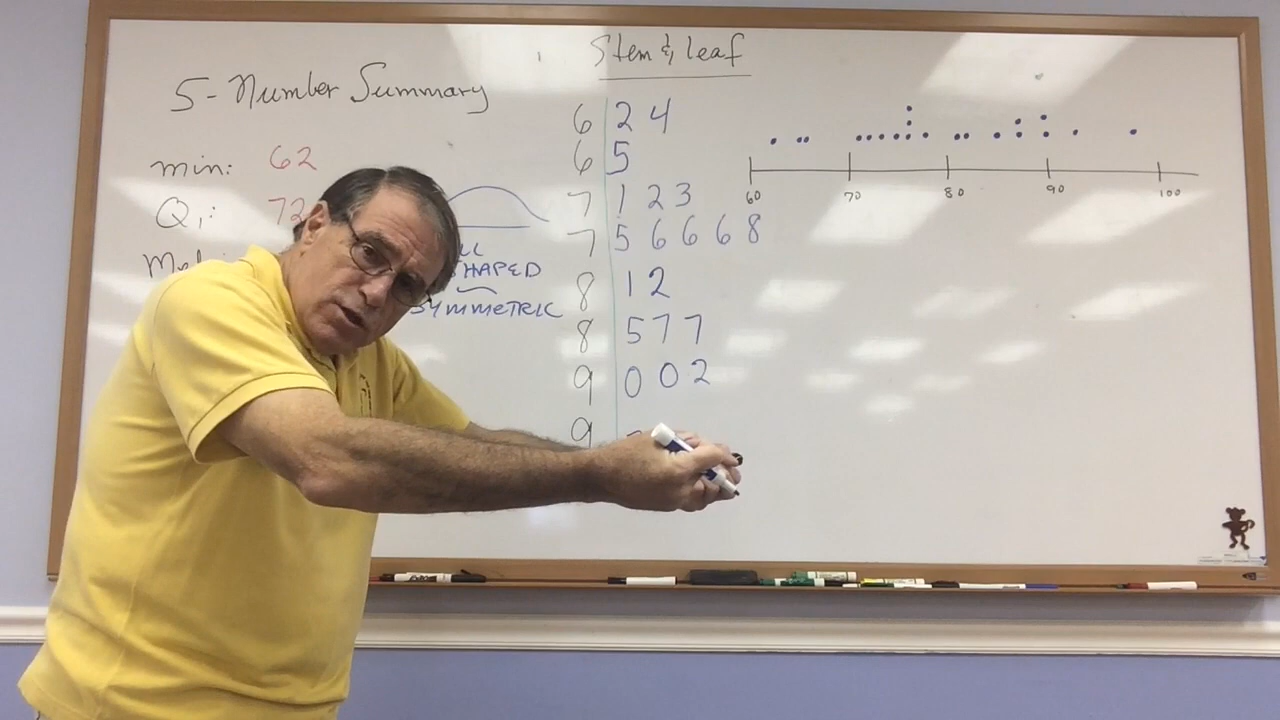 Stem & leaf
5-Number Summary
min: 62
Q1: 72
SHAPED
SYMMETRIC
6 2 4
6 5
7 1 2 3
7 5 6 6 6 8
8 1 2
8 5 7 7
9 0 0 2
9
60 70 80 90 100